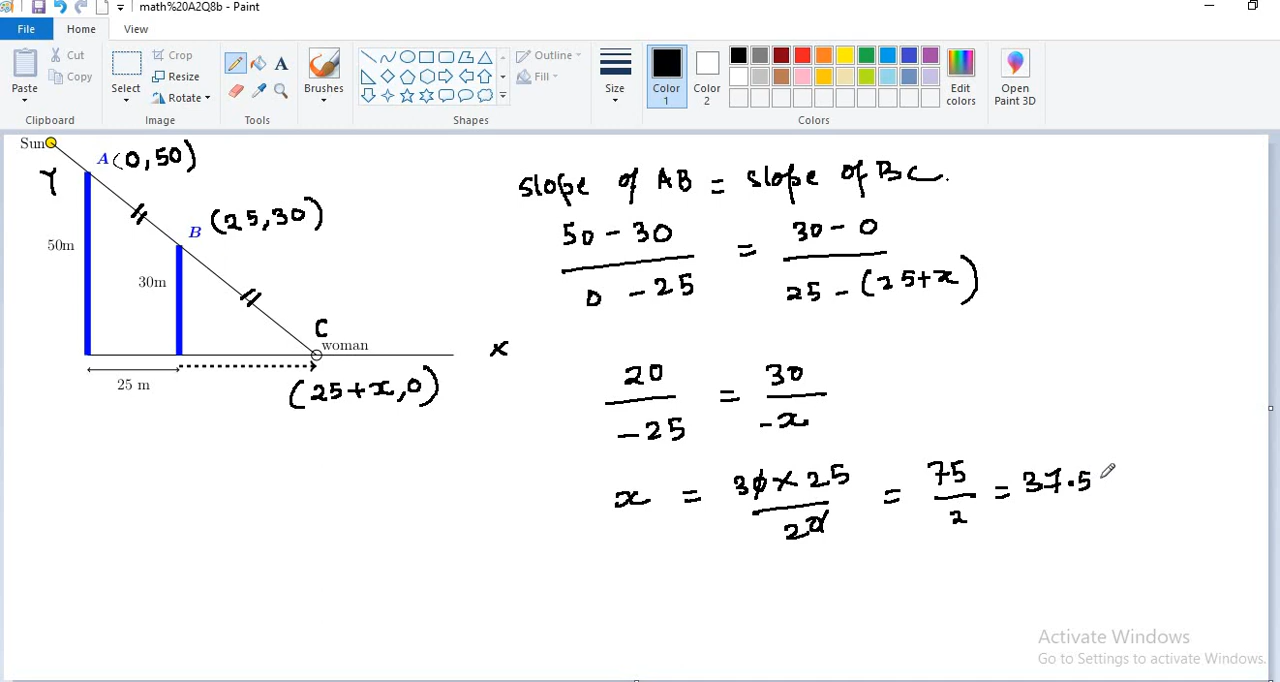 math%20A2Q8b - Paint
File Home View
Paste Cut Copy Clipboard
Select Crop Resize Rotate Image
A Tools
Brushes
Shapes Outline Fill
Size
Color 1 Color 2 Colors Edit colors
Open Paint 3D
Sun
Y
A (0,50)
50m
B (25,30)
30m
C
woman
x
25 m
(25+x,0)
slope of AB = slope of BC.
50 - 30 / 0 - 25 = 30 - 0 / 25 - (25+x)
20 / -25 = 30 / -x
x = 30 x 25 / 20 = 75 / 2 = 37.5
Activate Windows
Go to Settings to activate Windows.